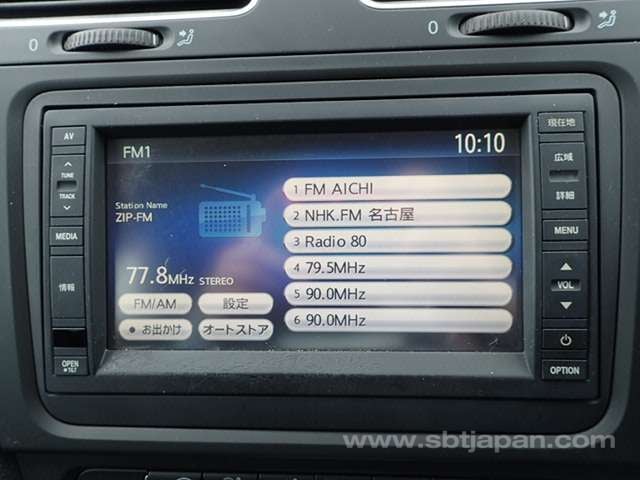 0
0
AV
TUNE
TRACK
MEDIA
情報
OPEN
TILT
FM1
10:10
Station Name
ZIP-FM
77.8MHz STEREO
FM/AM
設定
お出かけ
オートストア
1 FM AICHI
2 NHK.FM 名古屋
3 Radio 80
4 79.5MHz
5 90.0MHz
6 90.0MHz
現在地
広域
詳細
MENU
VOL
OPTION
www.sbtjapan.com